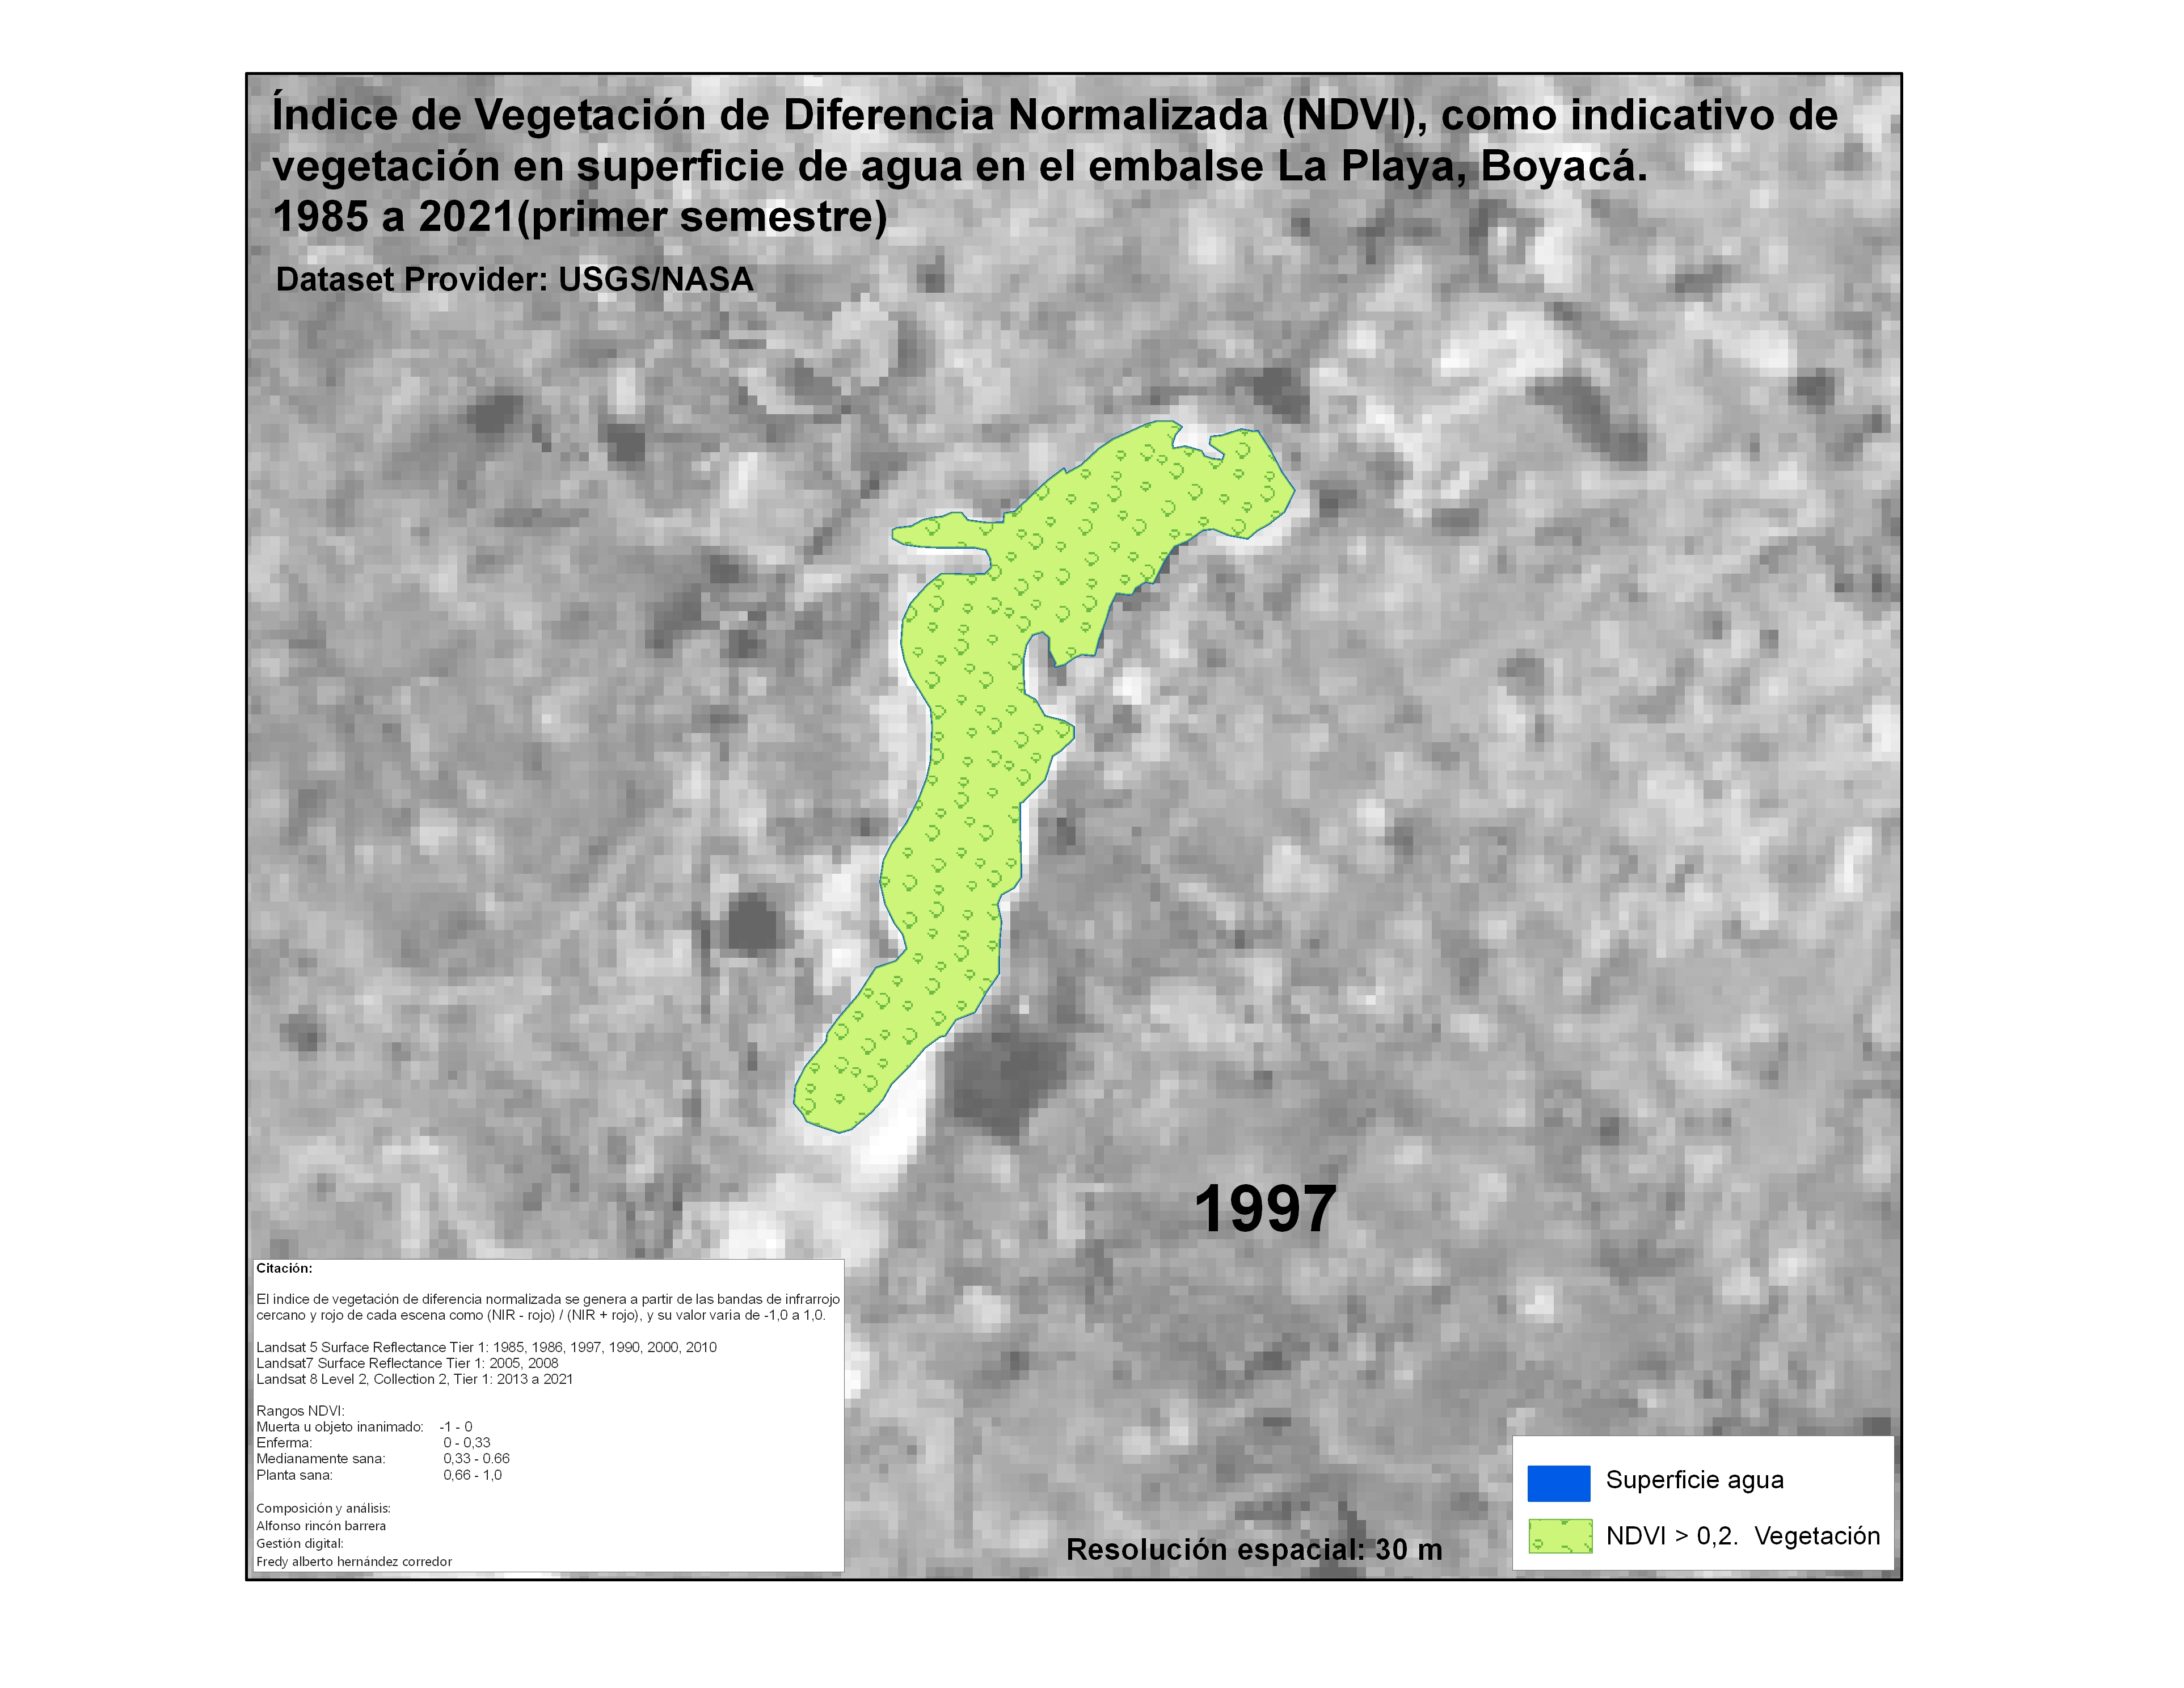 Índice de Vegetación de Diferencia Normalizada (NDVI), como indicativo de
vegetación en superficie de agua en el embalse La Playa, Boyacá.
1985 a 2021(primer semestre)
Dataset Provider: USGS/NASA
1997
Citación:
El indice de vegetación de diferencia normalizada se genera a partir de las bandas de infrarrojo
cercano y rojo de cada escena como (NIR - rojo) / (NIR + rojo), y su valor varia de -1,0 a 1,0.
Landsat 5 Surface Reflectance Tier 1: 1985, 1986, 1997, 1990, 2000, 2010
Landsat7 Surface Reflectance Tier 1: 2005, 2008
Landsat 8 Level 2, Collection 2, Tier 1: 2013 a 2021
Rangos NDVI:
Muerta u objeto inanimado: -1 - 0
Enferma: 0 - 0,33
Medianamente sana: 0,33 - 0.66
Planta sana: 0,66 - 1,0
Composición y análisis:
Alfonso rincón barrera
Gestión digital:
Fredy alberto hernández corredor
Resolución espacial: 30 m
Superficie agua
NDVI > 0,2. Vegetación